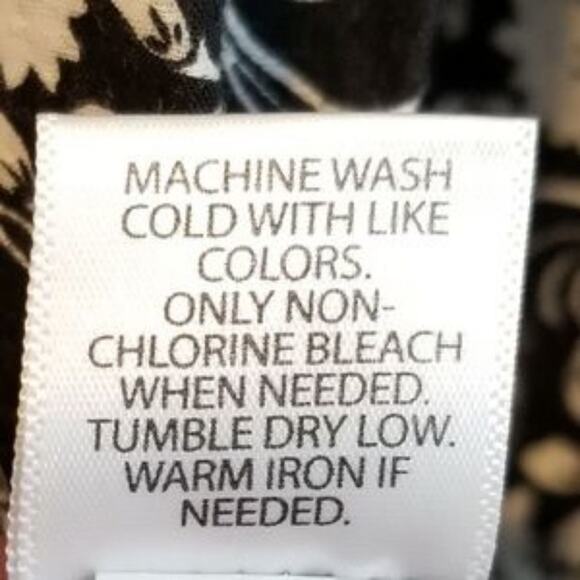 MACHINE WASH
COLD WITH LIKE
COLORS.
ONLY NON-
CHLORINE BLEACH
WHEN NEEDED.
TUMBLE DRY LOW.
WARM IRON IF
NEEDED.